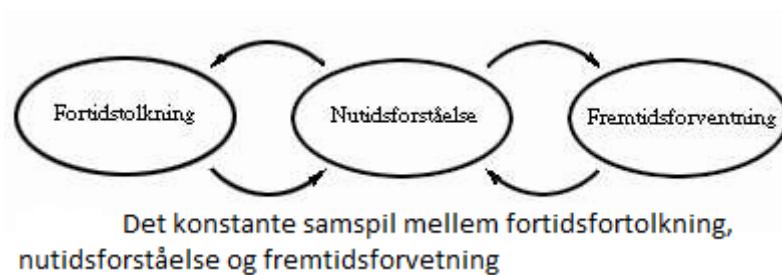 Fortidstolkning Nutidsforståelse Fremtidsforventning
Det konstante samspil mellem fortidsfortolkning,
nutidsforståelse og fremtidsforvetning